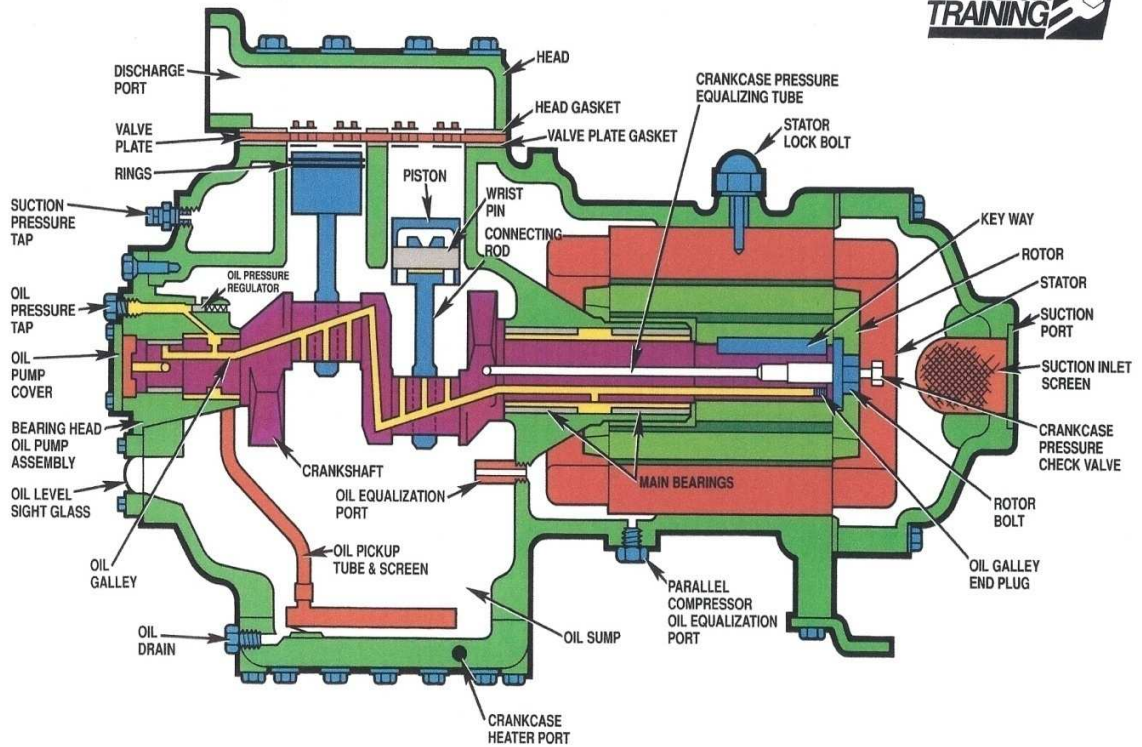 TRAINING
DISCHARGE
PORT
HEAD
CRANKCASE PRESSURE
EQUALIZING TUBE
HEAD GASKET
VALVE
PLATE
VALVE PLATE GASKET
STATOR
LOCK BOLT
RINGS
PISTON
WRIST
PIN
SUCTION
PRESSURE
TAP
KEY WAY
CONNECTING
ROD
ROTOR
OIL PRESSURE
REGULATOR
STATOR
OIL
PRESSURE
TAP
SUCTION
PORT
OIL
PUMP
COVER
SUCTION INLET
SCREEN
BEARING HEAD
OIL PUMP
ASSEMBLY
CRANKCASE
PRESSURE
CHECK VALVE
CRANKSHAFT
OIL EQUALIZATION
PORT
MAIN BEARINGS
OIL LEVEL
SIGHT GLASS
ROTOR
BOLT
OIL
GALLEY
OIL PICKUP
TUBE & SCREEN
OIL GALLEY
END PLUG
PARALLEL
COMPRESSOR
OIL EQUALIZATION
PORT
OIL
DRAIN
OIL SUMP
CRANKCASE
HEATER PORT